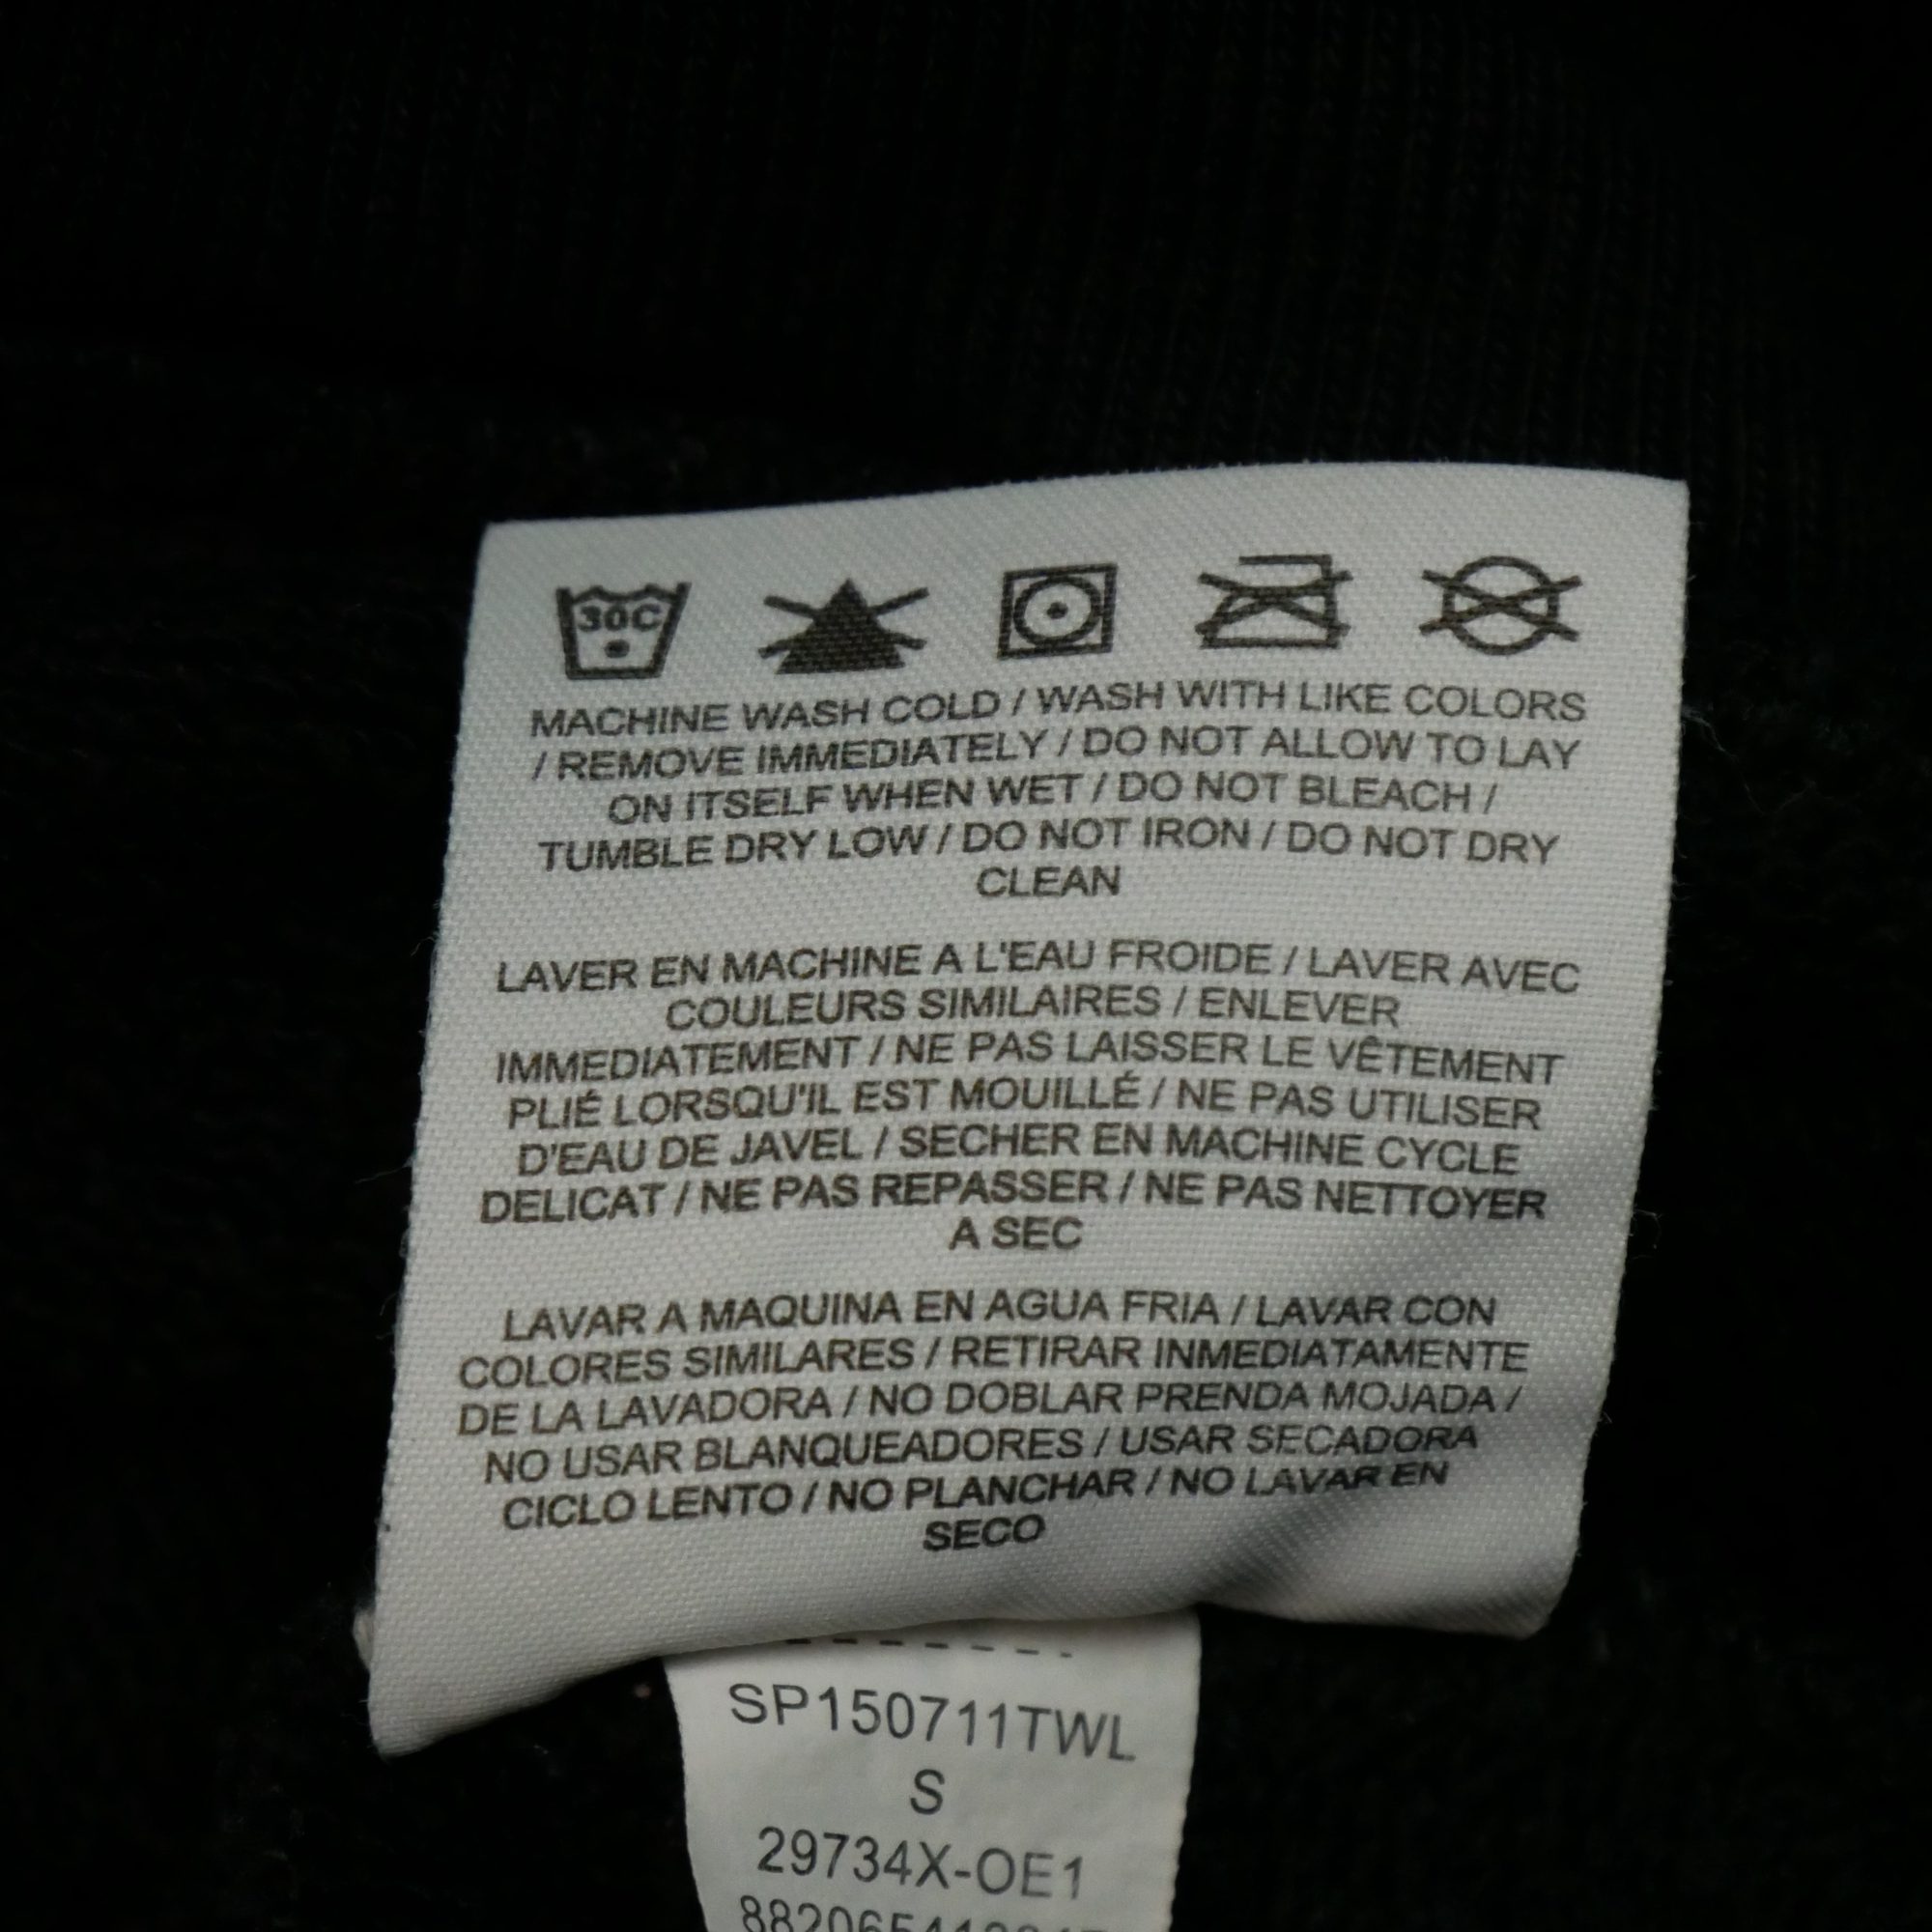 30C
MACHINE WASH COLD / WASH WITH LIKE COLORS
/ REMOVE IMMEDIATELY / DO NOT ALLOW TO LAY
ON ITSELF WHEN WET / DO NOT BLEACH /
TUMBLE DRY LOW / DO NOT IRON / DO NOT DRY
CLEAN
LAVER EN MACHINE A L'EAU FROIDE / LAVER AVEC
COULEURS SIMILAIRES / ENLEVER
IMMEDIATEMENT / NE PAS LAISSER LE VÊTEMENT
PLIÉ LORSQU'IL EST MOUILLÉ / NE PAS UTILISER
D'EAU DE JAVEL / SECHER EN MACHINE CYCLE
DELICAT / NE PAS REPASSER / NE PAS NETTOYER
A SEC
LAVAR A MAQUINA EN AGUA FRIA / LAVAR CON
COLORES SIMILARES / RETIRAR INMEDIATAMENTE
DE LA LAVADORA / NO DOBLAR PRENDA MOJADA /
NO USAR BLANQUEADORES / USAR SECADORA
CICLO LENTO / NO PLANCHAR / NO LAVAR EN
SECO
SP150711TWL
S
29734X-OE1